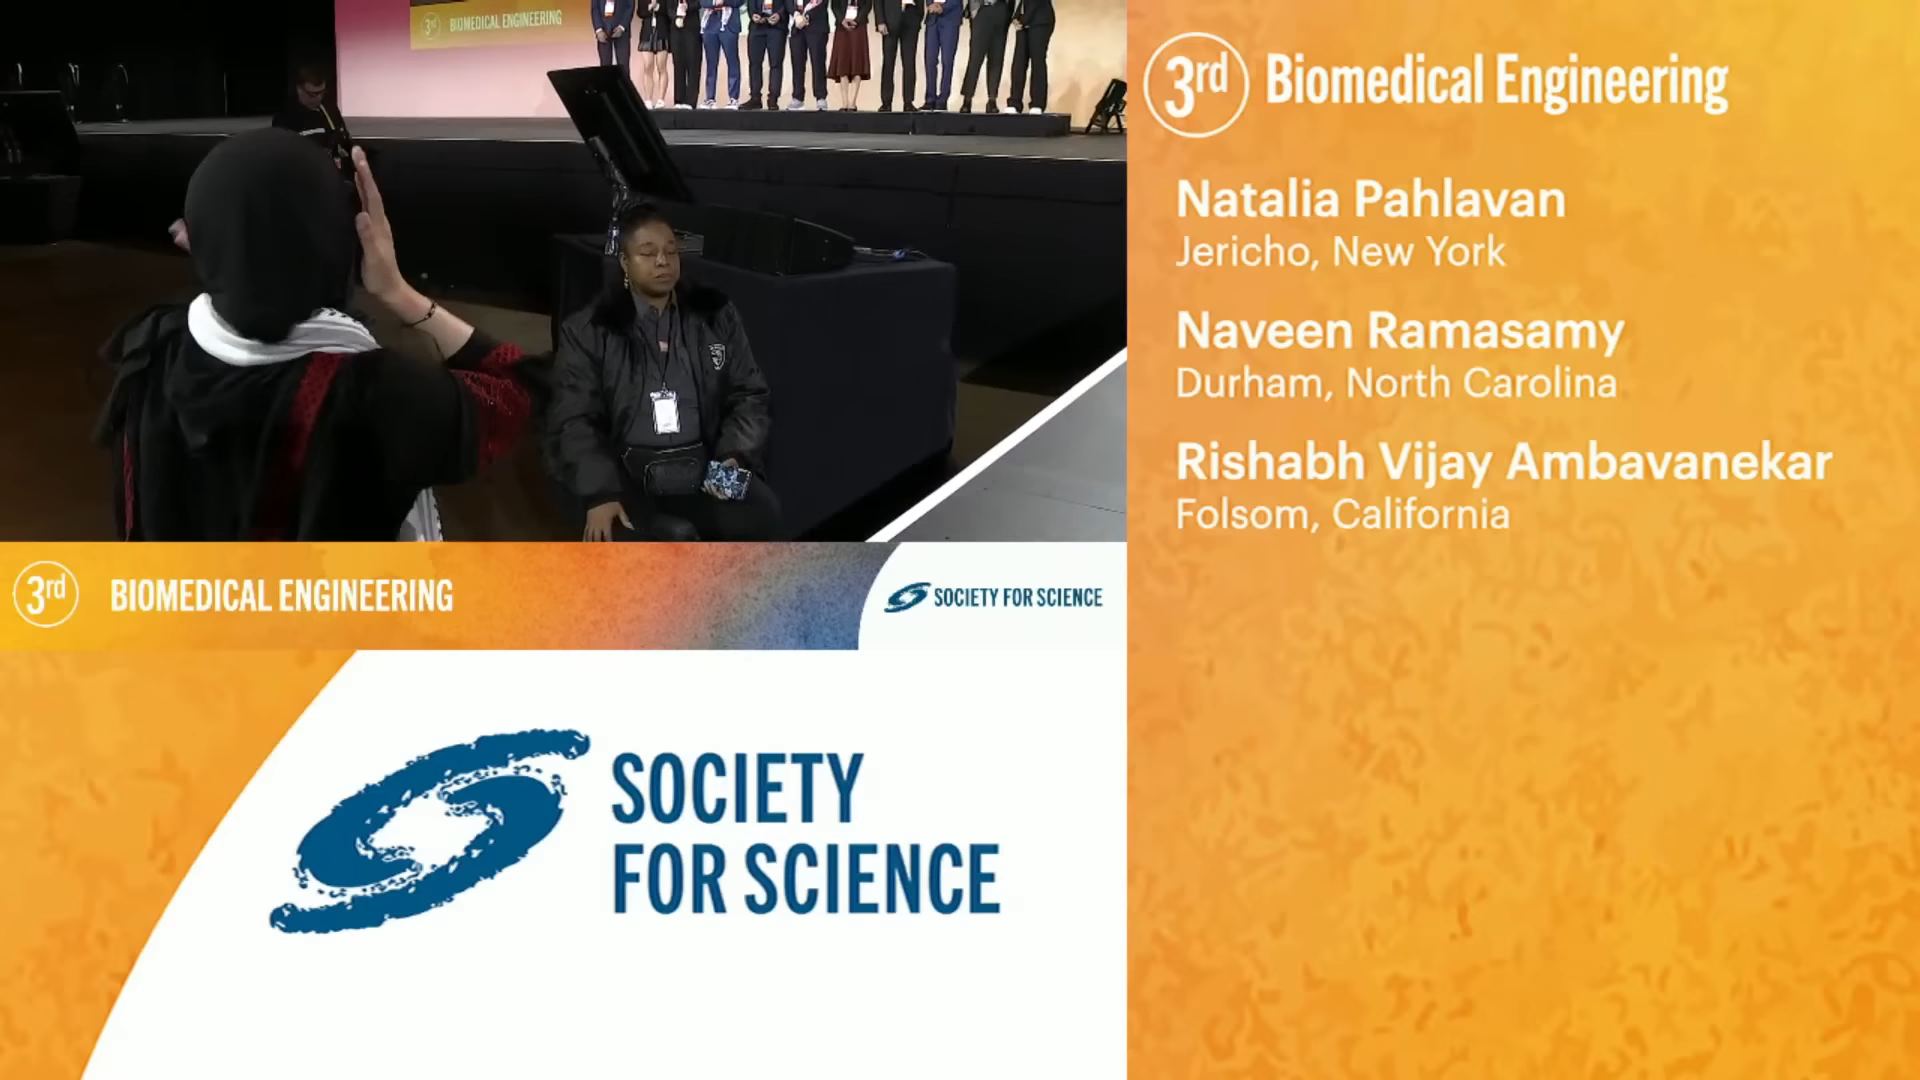 3rd BIOMEDICAL ENGINEERING
3rd Biomedical Engineering
Natalia Pahlavan
Jericho, New York
Naveen Ramasamy
Durham, North Carolina
Rishabh Vijay Ambavanekar
Folsom, California
3rd BIOMEDICAL ENGINEERING
SOCIETY FOR SCIENCE
SOCIETY
FOR SCIENCE